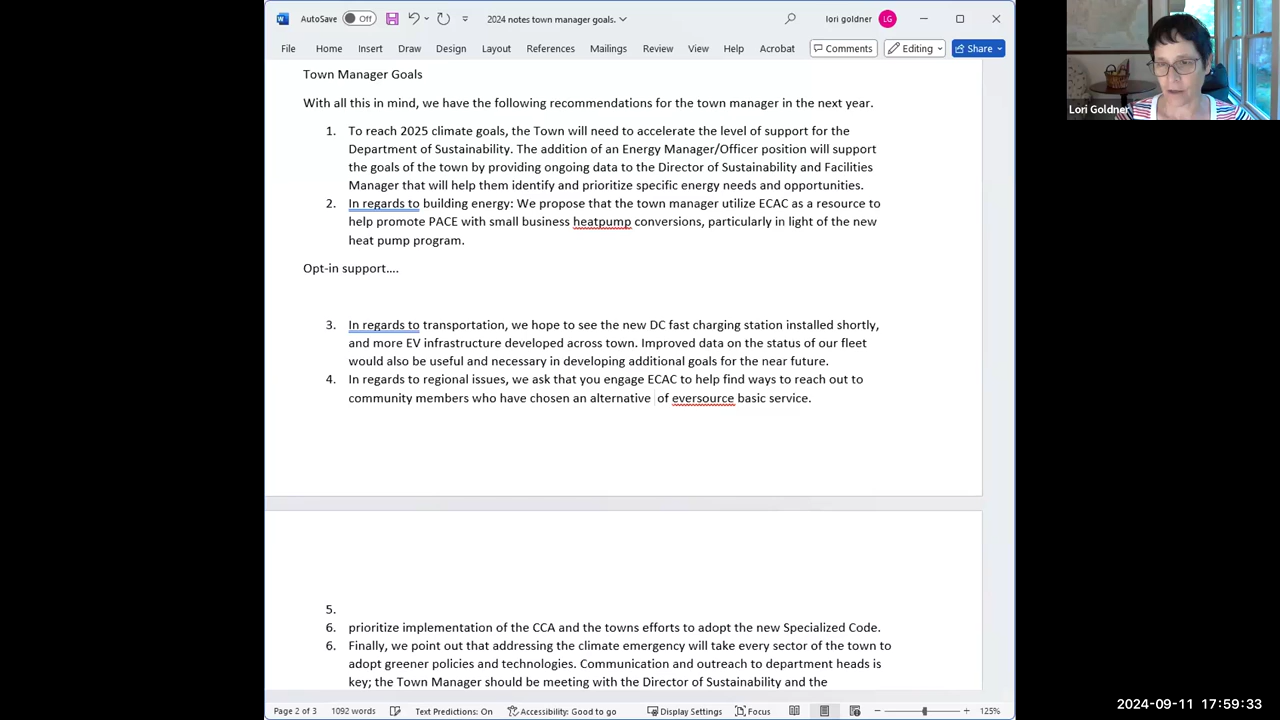 AutoSave Off 2024 notes town manager goals. lori goldner LG
File Home Insert Draw Design Layout References Mailings Review View Help Acrobat Comments Editing Share
Lori Goldner
Town Manager Goals
With all this in mind, we have the following recommendations for the town manager in the next year.
1. To reach 2025 climate goals, the Town will need to accelerate the level of support for the
Department of Sustainability. The addition of an Energy Manager/Officer position will support
the goals of the town by providing ongoing data to the Director of Sustainability and Facilities
Manager that will help them identify and prioritize specific energy needs and opportunities.
2. In regards to building energy: We propose that the town manager utilize ECAC as a resource to
help promote PACE with small business heatpump conversions, particularly in light of the new
heat pump program.
Opt-in support....
3. In regards to transportation, we hope to see the new DC fast charging station installed shortly,
and more EV infrastructure developed across town. Improved data on the status of our fleet
would also be useful and necessary in developing additional goals for the near future.
4. In regards to regional issues, we ask that you engage ECAC to help find ways to reach out to
community members who have chosen an alternative of eversource basic service.
5.
6. prioritize implementation of the CCA and the towns efforts to adopt the new Specialized Code.
6. Finally, we point out that addressing the climate emergency will take every sector of the town to
adopt greener policies and technologies. Communication and outreach to department heads is
key; the Town Manager should be meeting with the Director of Sustainability and the
Page 2 of 3 1092 words Text Predictions: On Accessibility: Good to go Display Settings Focus 125%
2024-09-11 17:59:33